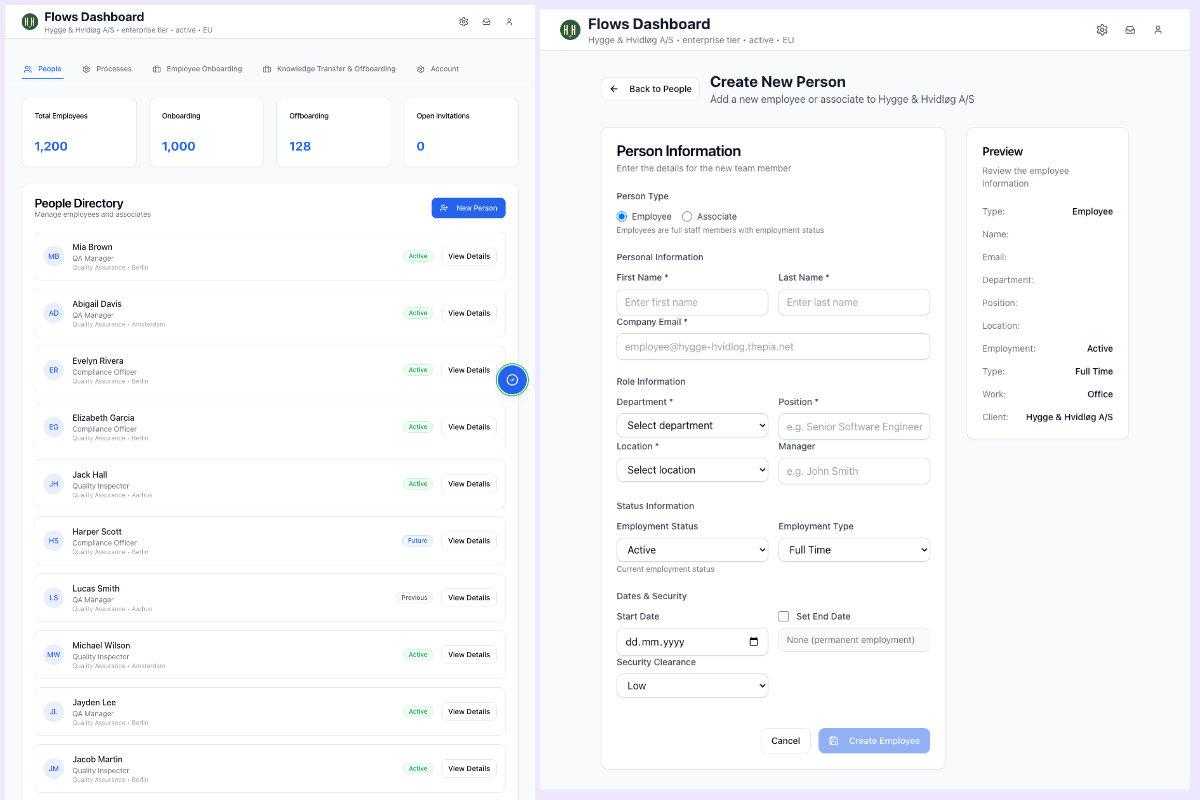 Flows Dashboard
Hygge & Hvidløg A/S • enterprise tier • active • EU
People
Processes
Employee Onboarding
Knowledge Transfer & Offboarding
Account
Total Employees
1,200
Onboarding
1,000
Offboarding
128
Open Invitations
0
People Directory
Manage employees and associates
New Person
MB
Mia Brown
QA Manager
Quality Assurance • Berlin
Active
View Details
AD
Abigail Davis
QA Manager
Quality Assurance • Amsterdam
Active
View Details
ER
Evelyn Rivera
Compliance Officer
Quality Assurance • Berlin
Active
View Details
EG
Elizabeth Garcia
Compliance Officer
Quality Assurance • Berlin
Active
View Details
JH
Jack Hall
Quality Inspector
Quality Assurance • Aarhus
Active
View Details
HS
Harper Scott
Compliance Officer
Quality Assurance • Berlin
Future
View Details
LS
Lucas Smith
QA Manager
Quality Assurance • Aarhus
Previous
View Details
MW
Michael Wilson
Quality Inspector
Quality Assurance • Amsterdam
Active
View Details
JL
Jayden Lee
QA Manager
Quality Assurance • Berlin
Active
View Details
JM
Jacob Martin
Quality Inspector
Quality Assurance • Berlin
Active
View Details
Flows Dashboard
Hygge & Hvidløg A/S • enterprise tier • active • EU
Back to People
Create New Person
Add a new employee or associate to Hygge & Hvidløg A/S
Person Information
Enter the details for the new team member
Person Type
Employee
Associate
Employees are full staff members with employment status
Personal Information
First Name *
Last Name *
Enter first name
Enter last name
Company Email *
employee@hygge-hvidlog.thepia.net
Role Information
Department *
Position *
Select department
e.g. Senior Software Engineer
Location *
Manager
Select location
e.g. John Smith
Status Information
Employment Status
Employment Type
Active
Full Time
Current employment status
Dates & Security
Start Date
Set End Date
dd.mm.yyyy
None (permanent employment)
Security Clearance
Low
Cancel
Create Employee
Preview
Review the employee
information
Type:
Employee
Name:
Email:
Department:
Position:
Location:
Employment:
Active
Type:
Full Time
Work:
Office
Client:
Hygge & Hvidløg A/S